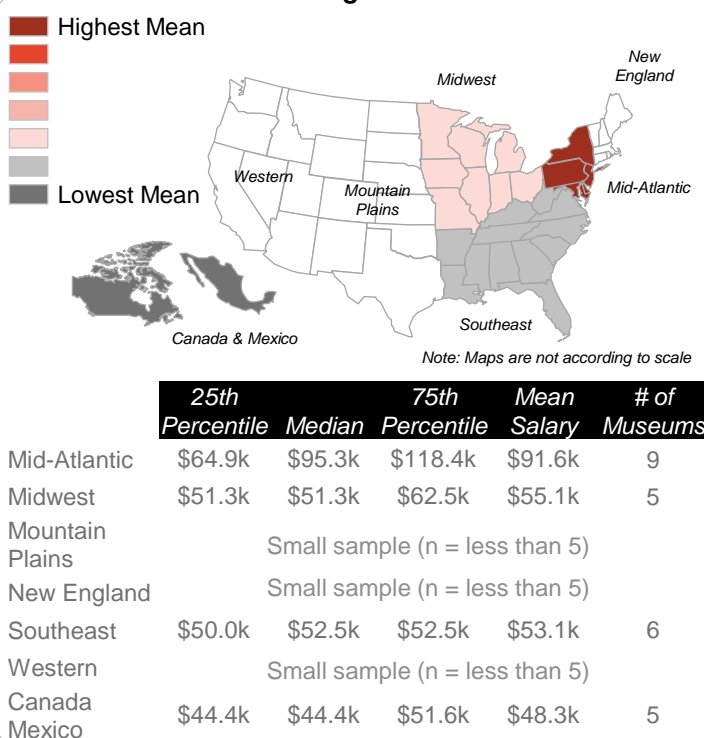 Highest Mean
Lowest Mean
New
England
Midwest
Western
Mountain
Plains
Mid-Atlantic
Southeast
Canada & Mexico
Note: Maps are not according to scale
25th Percentile Median 75th Percentile Mean Salary # of Museums
Mid-Atlantic $64.9k $95.3k $118.4k $91.6k 9
Midwest $51.3k $51.3k $62.5k $55.1k 5
Mountain
Plains Small sample (n = less than 5)
New England Small sample (n = less than 5)
Southeast $50.0k $52.5k $52.5k $53.1k 6
Western Small sample (n = less than 5)
Canada
Mexico $44.4k $44.4k $51.6k $48.3k 5